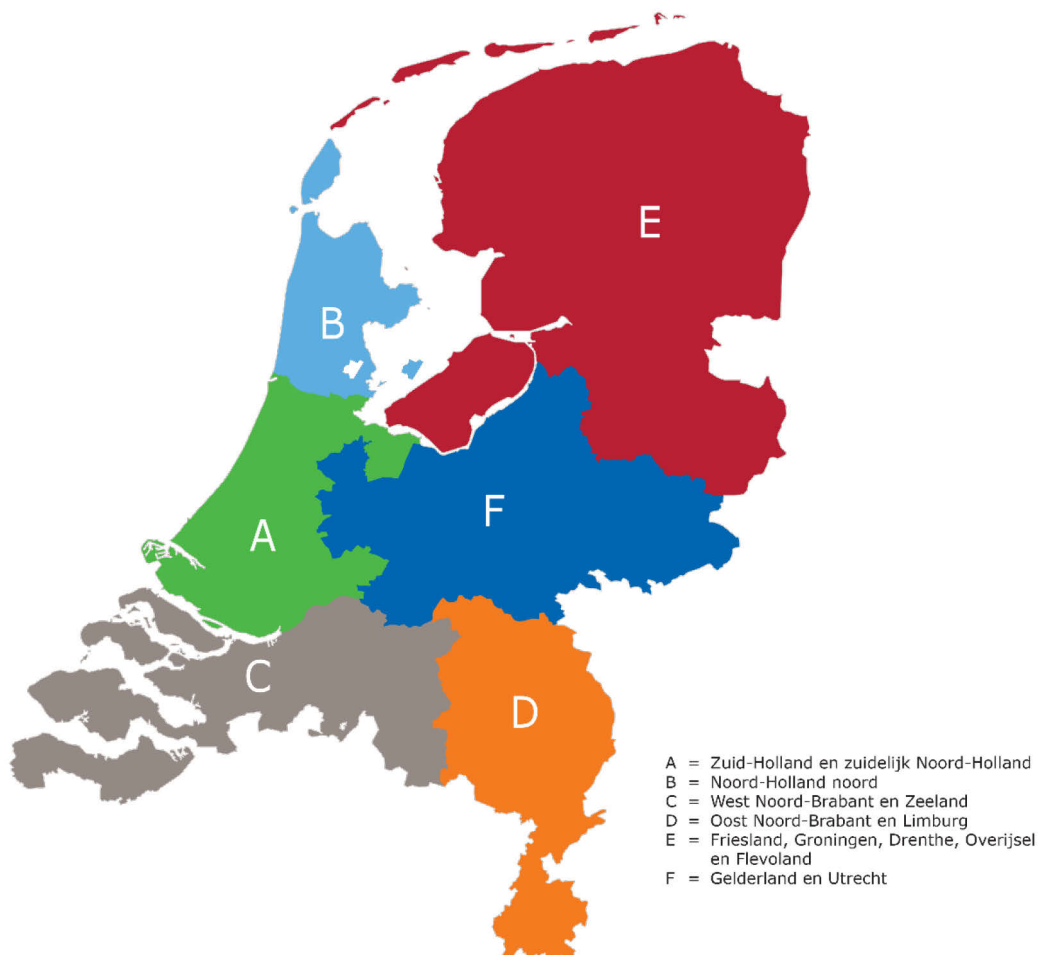 E
B
F
A
C
D
A = Zuid-Holland en zuidelijk Noord-Holland
B = Noord-Holland noord
C = West Noord-Brabant en Zeeland
D = Oost Noord-Brabant en Limburg
E = Friesland, Groningen, Drenthe, Overijsel
en Flevoland
F = Gelderland en Utrecht